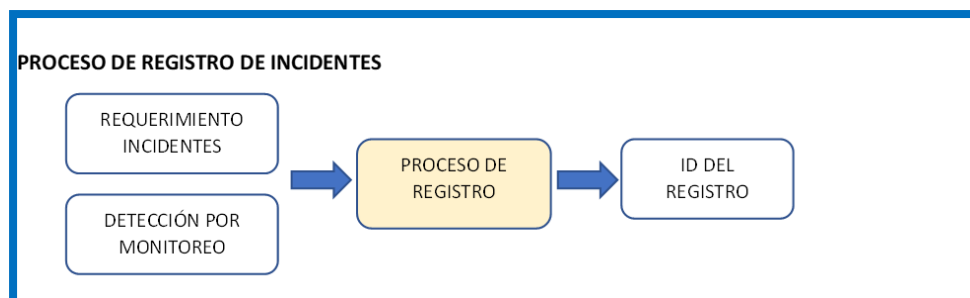 PROCESO DE REGISTRO DE INCIDENTES
REQUERIMIENTO
INCIDENTES
DETECCIÓN POR
MONITOREO
PROCESO DE
REGISTRO
ID DEL
REGISTRO